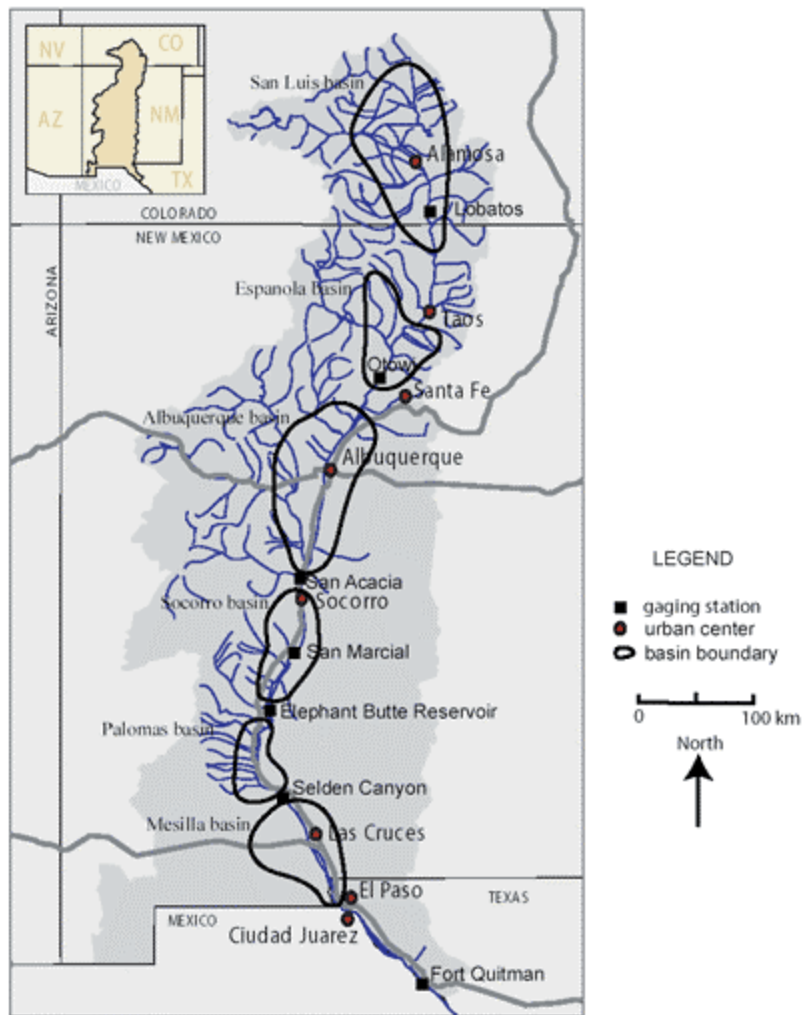 NV
CO
AZ
NM
MEXICO
TX
San Luis basin
Alamosa
Lobatos
COLORADO
NEW MEXICO
ARIZONA
Espanola Basin
Taos
Otowi
Santa Fe
Albuquerque basin
Albuquerque
San Acacia
Socorro basin
Socorro
San Marcial
Elephant Butte Reservoir
Palomas basin
Selden Canyon
Mesilla basin
Las Cruces
El Paso
TEXAS
MEXICO
Ciudad Juarez
Fort Quitman
LEGEND
gaging station
urban center
basin boundary
0 100 km
North